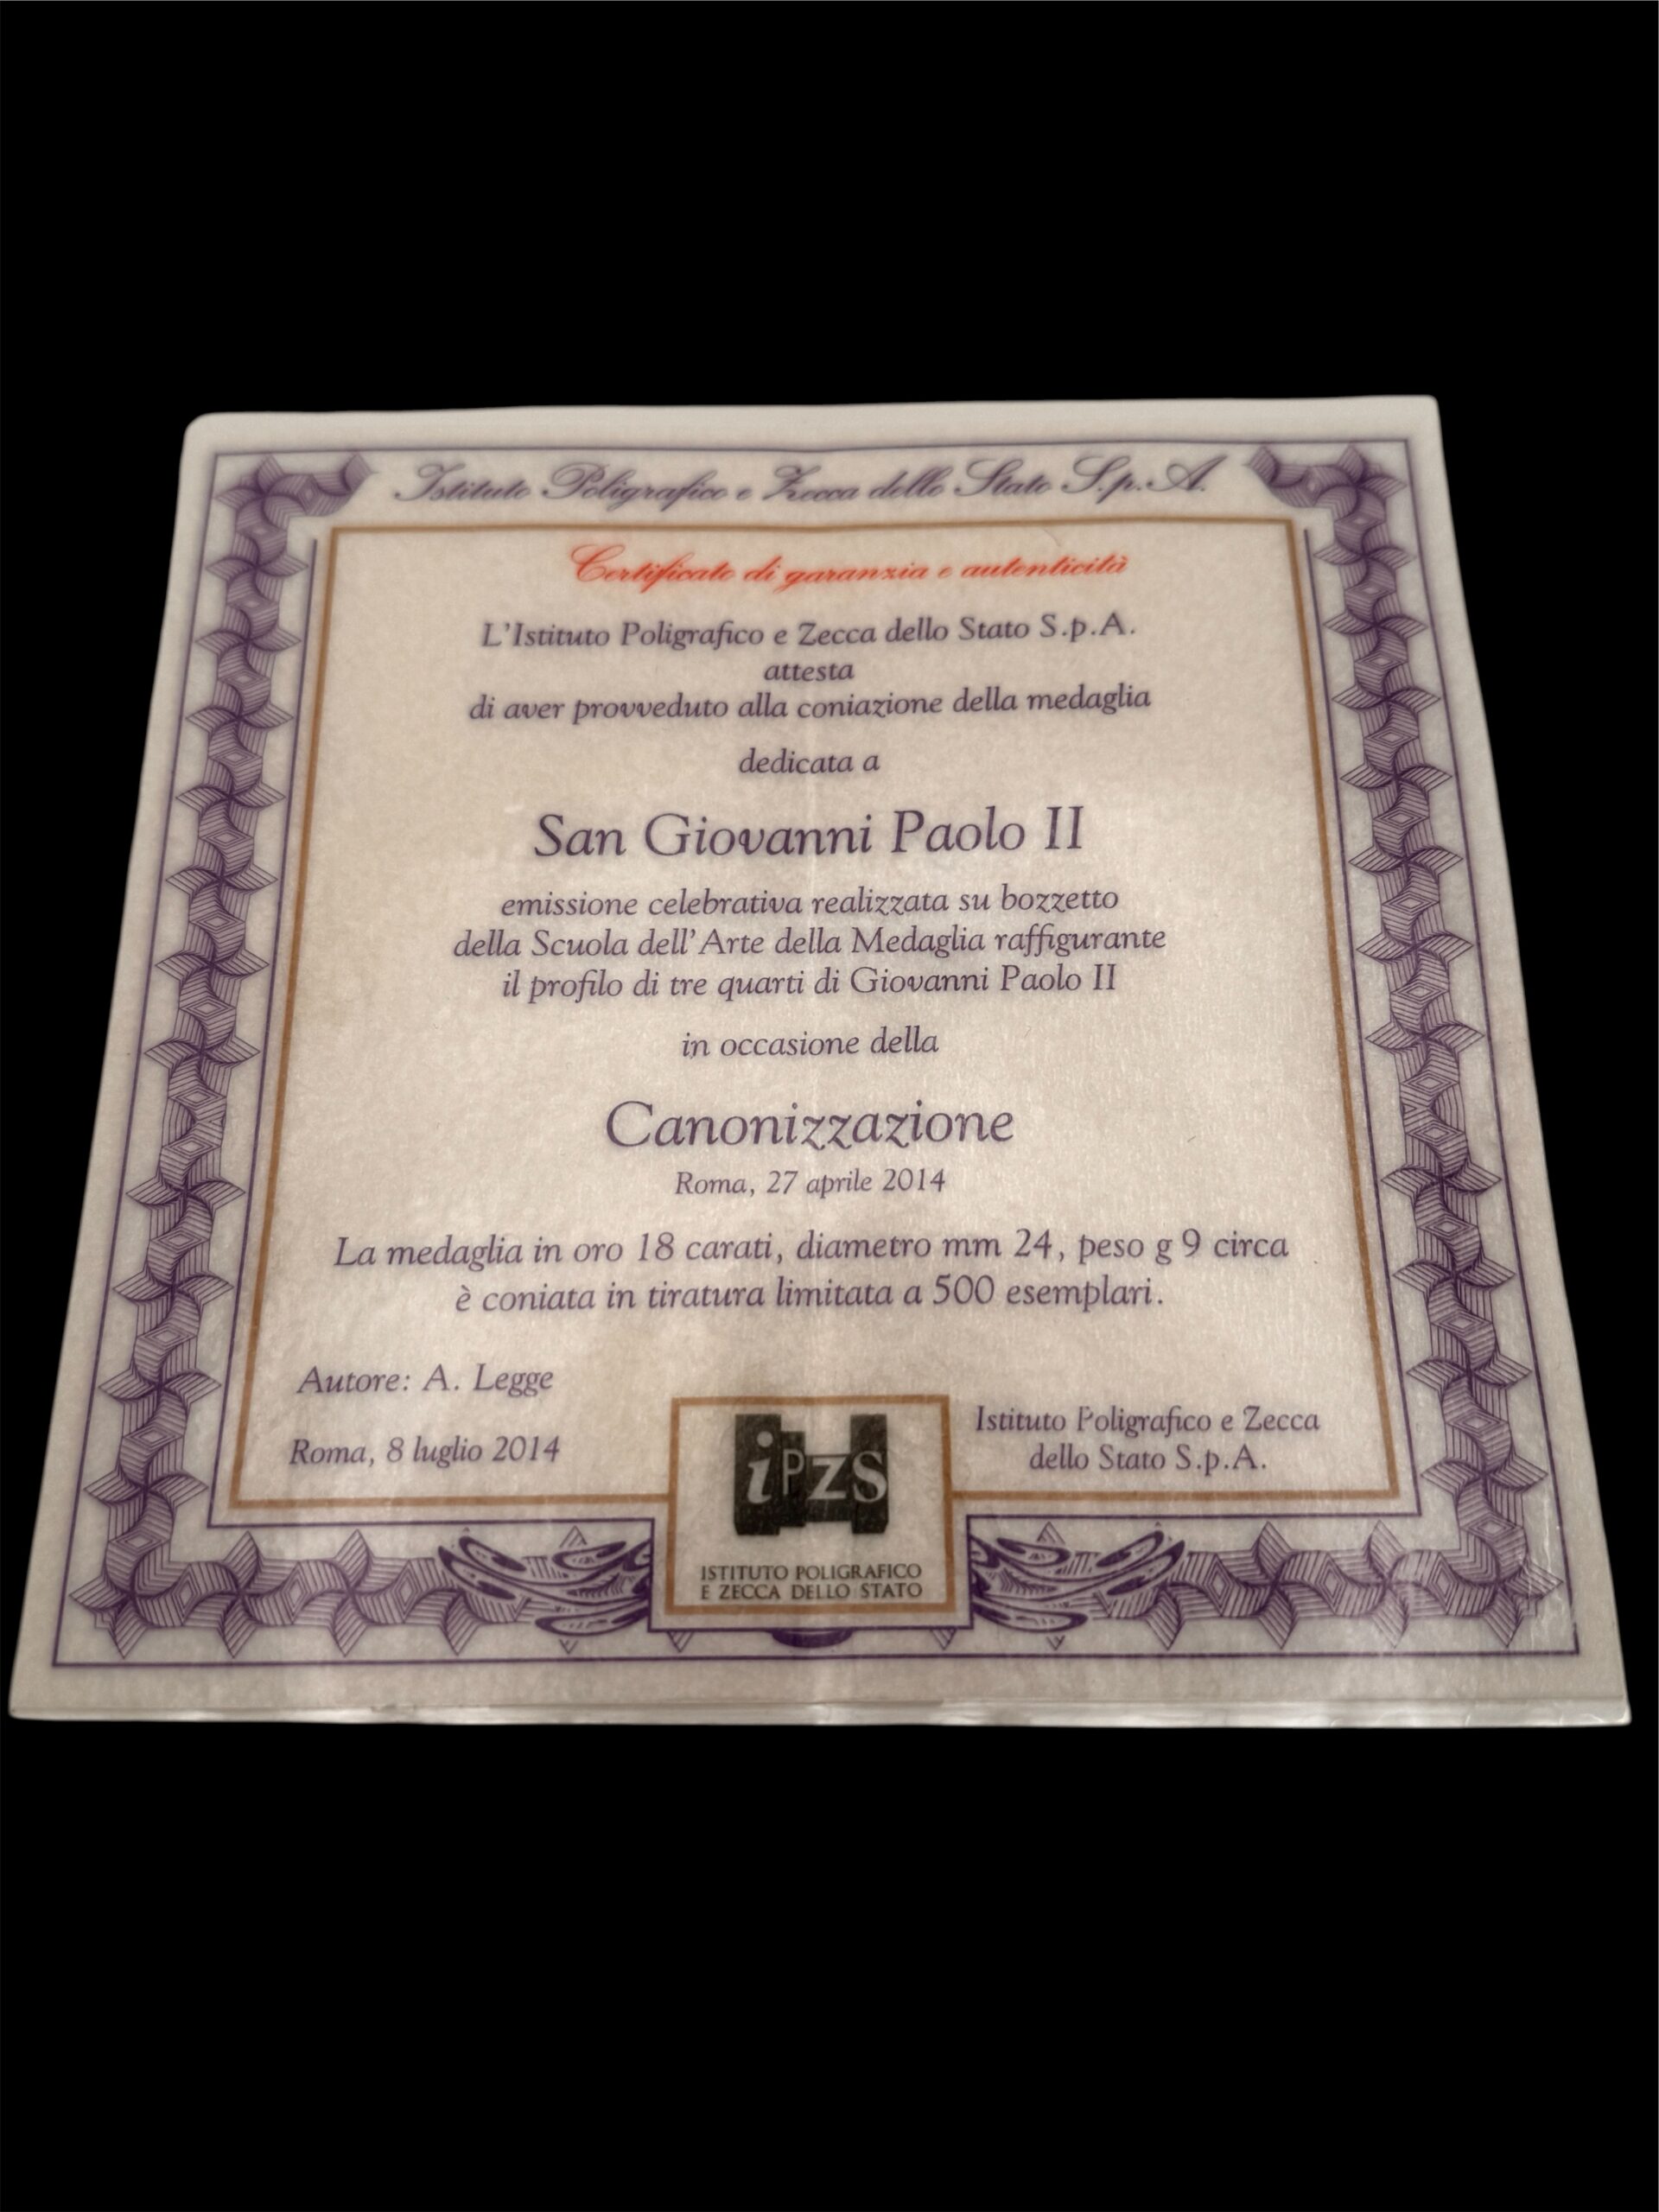 Istituto Poligrafico e Zecca dello Stato S.p.A.
Certificato di garanzia e autenticità
L'Istituto Poligrafico e Zecca dello Stato S.p.A.
attesta
di aver provveduto alla coniazione della medaglia
dedicata a
San Giovanni Paolo II
emissione celebrativa realizzata su bozzetto
della Scuola dell'Arte della Medaglia raffigurante
il profilo di tre quarti di Giovanni Paolo II
in occasione della
Canonizzazione
Roma, 27 aprile 2014
La medaglia in oro 18 carati, diametro mm 24, peso g 9 circa
è coniata in tiratura limitata a 500 esemplari.
Autore: A. Legge
Roma, 8 luglio 2014
Istituto Poligrafico e Zecca
dello Stato S.p.A.
iPZS
ISTITUTO POLIGRAFICO
E ZECCA DELLO STATO